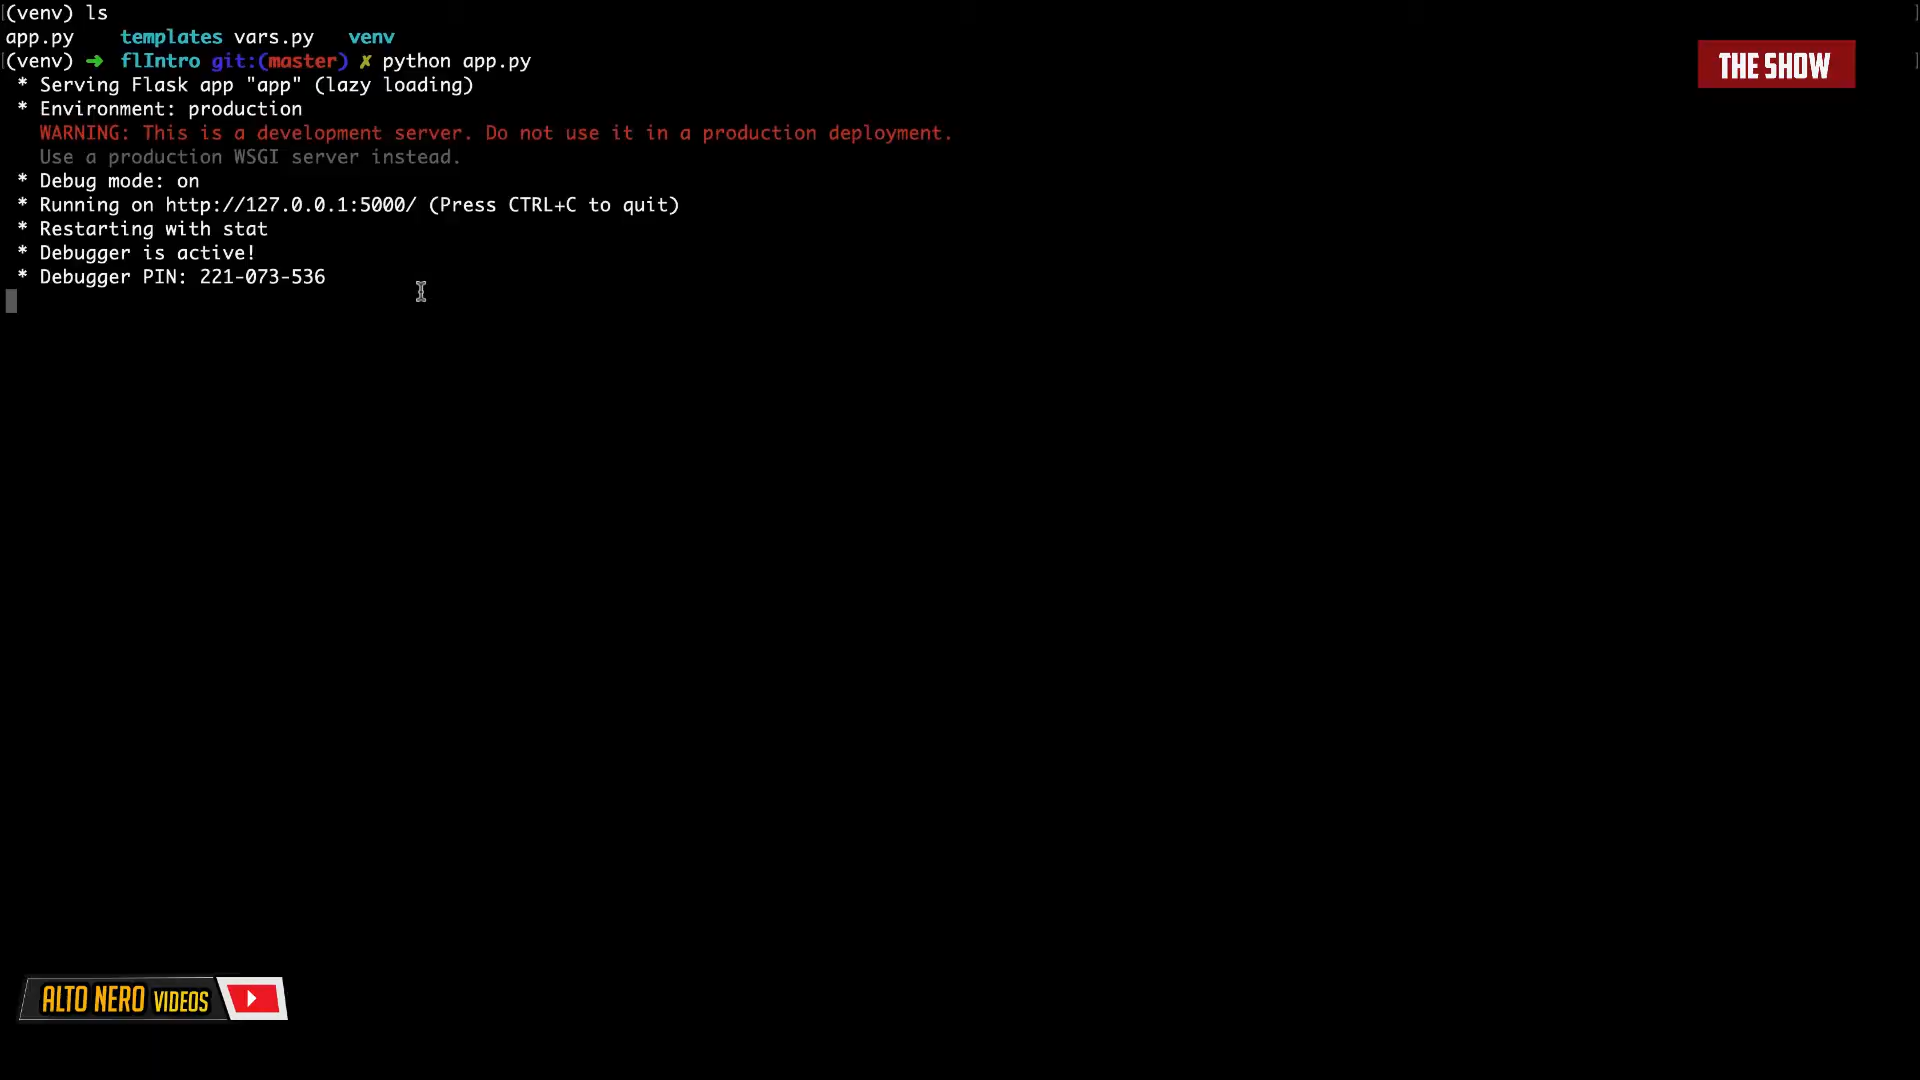 (venv) ls
app.py    templates vars.py   venv
(venv) ➜  flIntro git:(master) ✗ python app.py
 * Serving Flask app "app" (lazy loading)
 * Environment: production
   WARNING: This is a development server. Do not use it in a production deployment.
   Use a production WSGI server instead.
 * Debug mode: on
 * Running on http://127.0.0.1:5000/ (Press CTRL+C to quit)
 * Restarting with stat
 * Debugger is active!
 * Debugger PIN: 221-073-536
THE SHOW
ALTO NERO VIDEOS